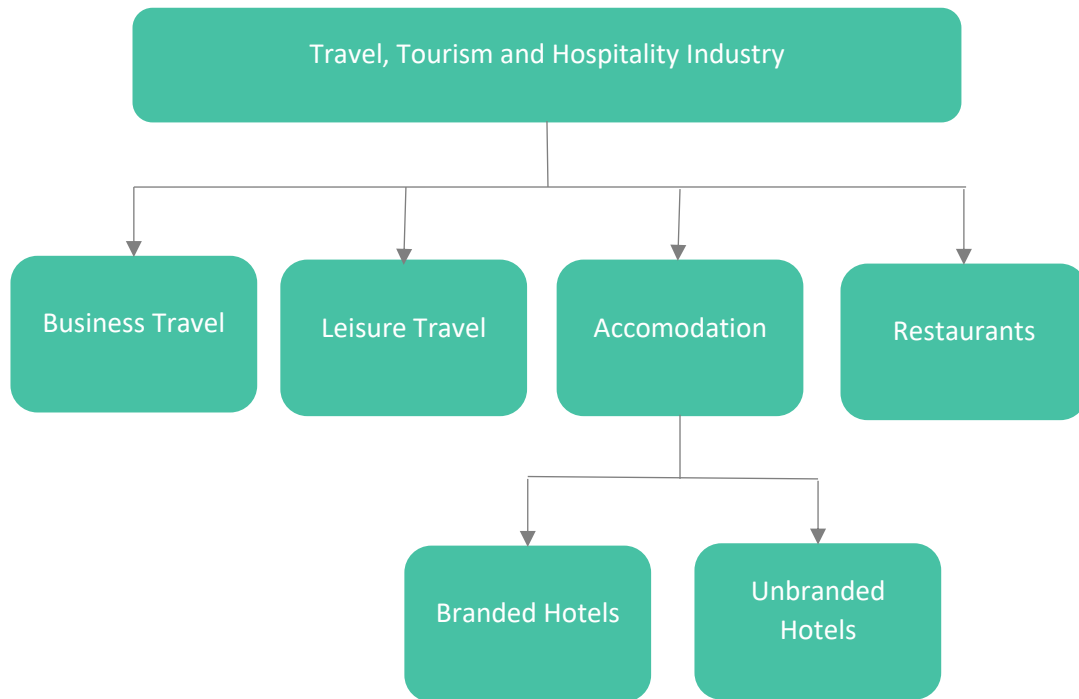 Travel, Tourism and Hospitality Industry
Business Travel
Leisure Travel
Accomodation
Restaurants
Branded Hotels
Unbranded
Hotels